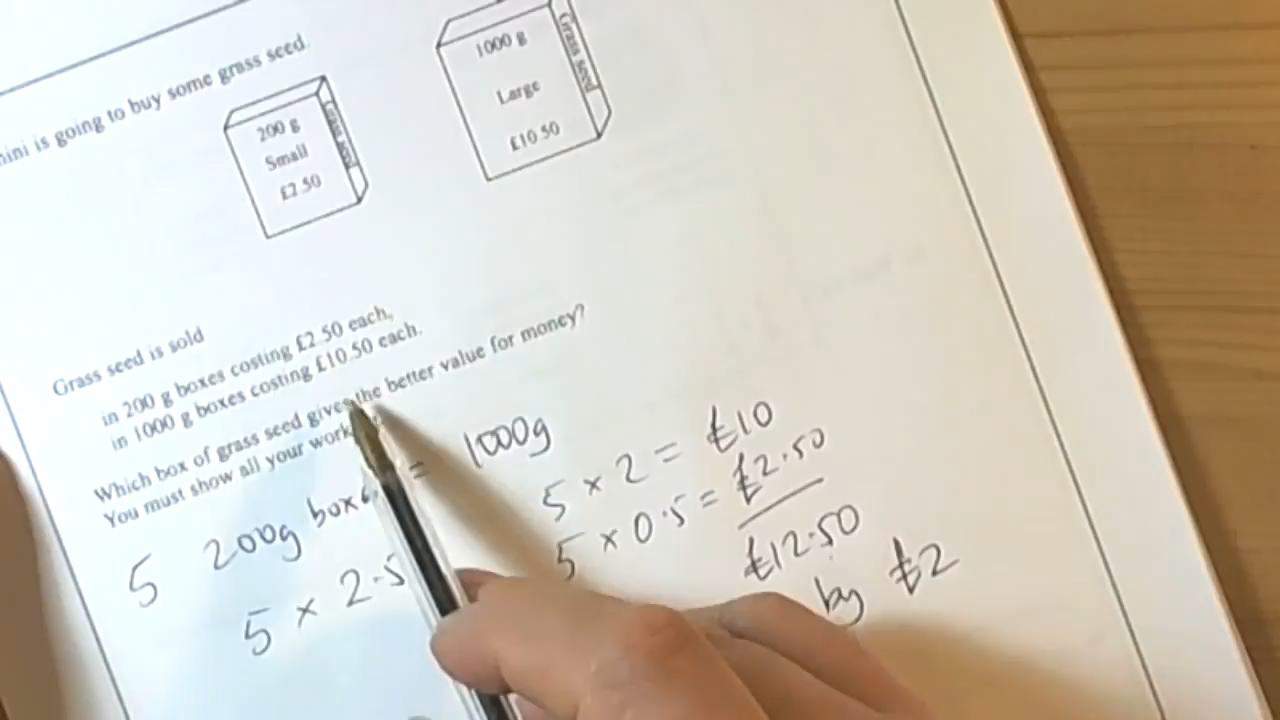 is going to buy some grass seed.
200 g
Small
£2.50
Grass seed
1000 g
Large
£10.50
Grass seed
Grass seed is sold
in 200 g boxes costing £2.50 each,
in 1000 g boxes costing £10.50 each.
Which box of grass seed gives the better value for money?
You must show all your
5 200g = 1000g
5 × 2.5
5 × 2 = £10
5 × 0.5 = £2.50
£12.50
by £2